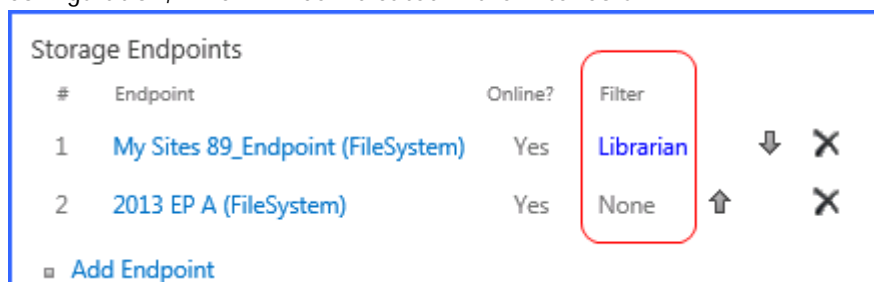 Storage Endpoints
# Endpoint Online? Filter
1 My Sites 89_Endpoint (FileSystem) Yes Librarian
2 2013 EP A (FileSystem) Yes None
Add Endpoint